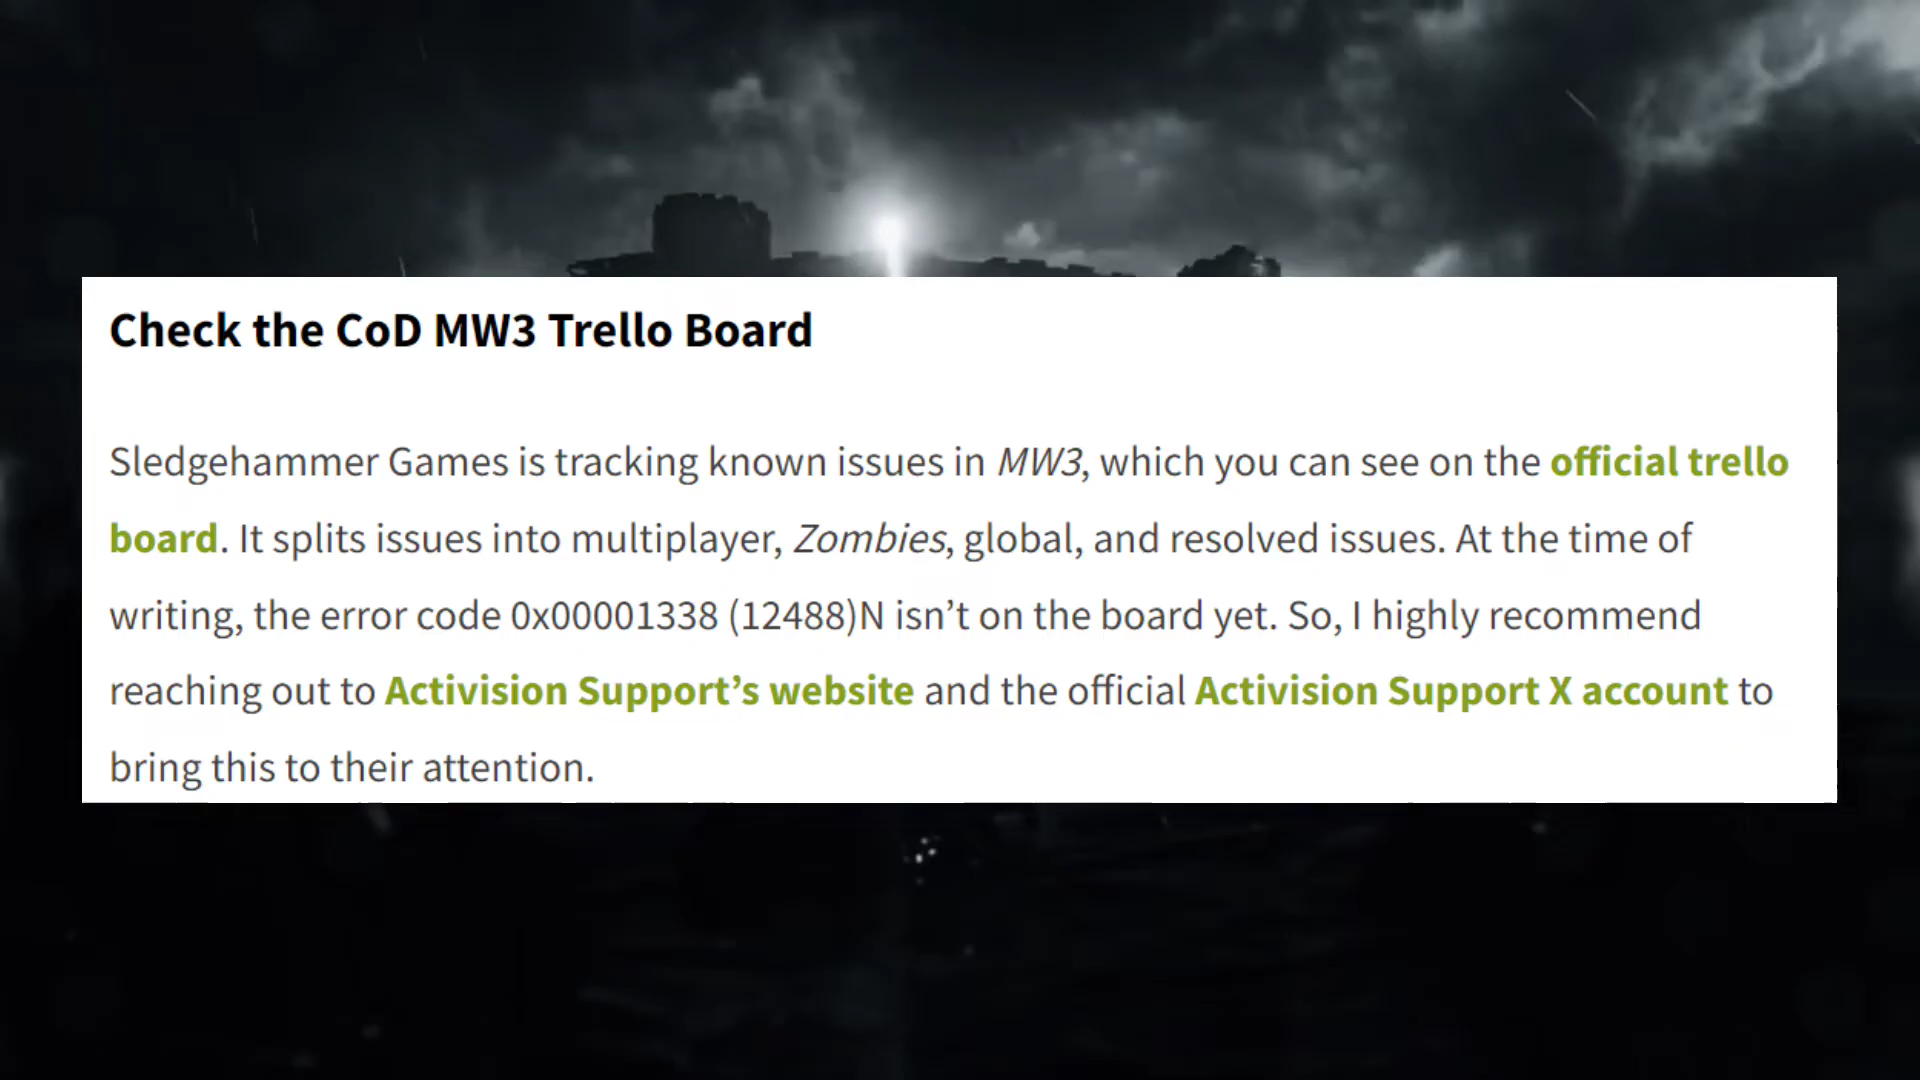 Check the CoD MW3 Trello Board
Sledgehammer Games is tracking known issues in MW3, which you can see on the official trello
board. It splits issues into multiplayer, Zombies, global, and resolved issues. At the time of
writing, the error code 0x00001338 (12488)N isn’t on the board yet. So, I highly recommend
reaching out to Activision Support’s website and the official Activision Support X account to
bring this to their attention.